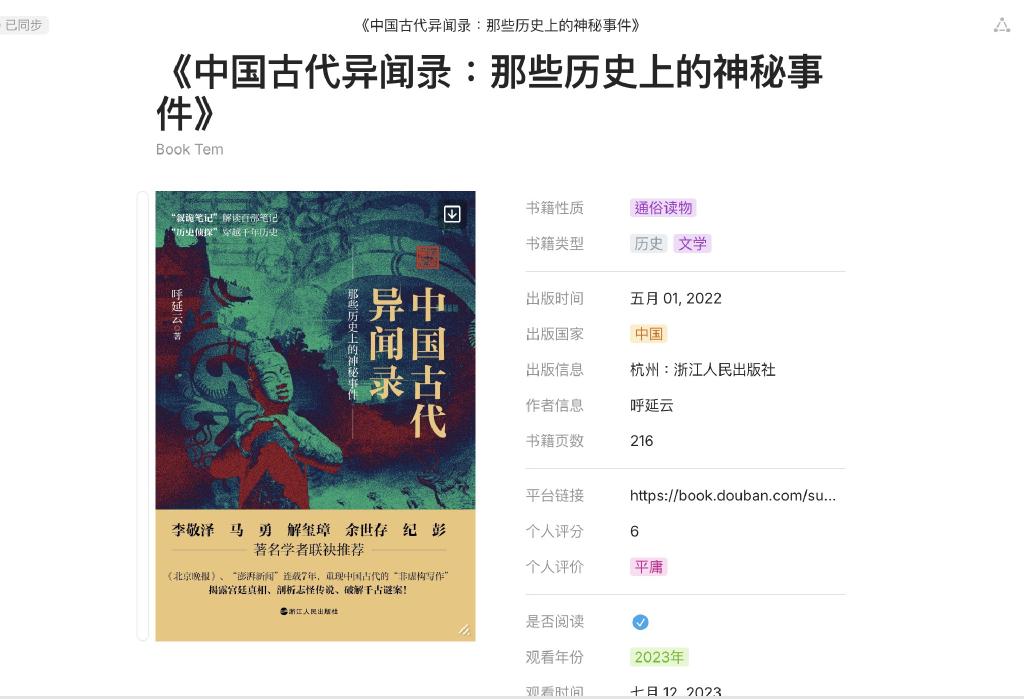 已同步
《中国古代异闻录：那些历史上的神秘事件》
《中国古代异闻录：那些历史上的神秘事
件》
Book Tem
“叙诡笔记”解读百部笔记
“历史侦探”穿越千年历史
中国古代
异闻录
那些历史上的神秘事件
呼延云 著
李敬泽 马勇 解玺璋 余世存 纪彭
著名学者联袂推荐
《北京晚报》、“澎湃新闻”连载7年，重现中国古代的“非虚构写作”
揭露宫廷真相、剖析志怪传说、破解千古谜案！
浙江人民出版社
书籍性质 通俗读物
书籍类型 历史 文学
出版时间 五月 01, 2022
出版国家 中国
出版信息 杭州：浙江人民出版社
作者信息 呼延云
书籍页数 216
平台链接 https://book.douban.com/su...
个人评分 6
个人评价 平庸
是否阅读
观看年份 2023年
观看时间 七月 12, 2023